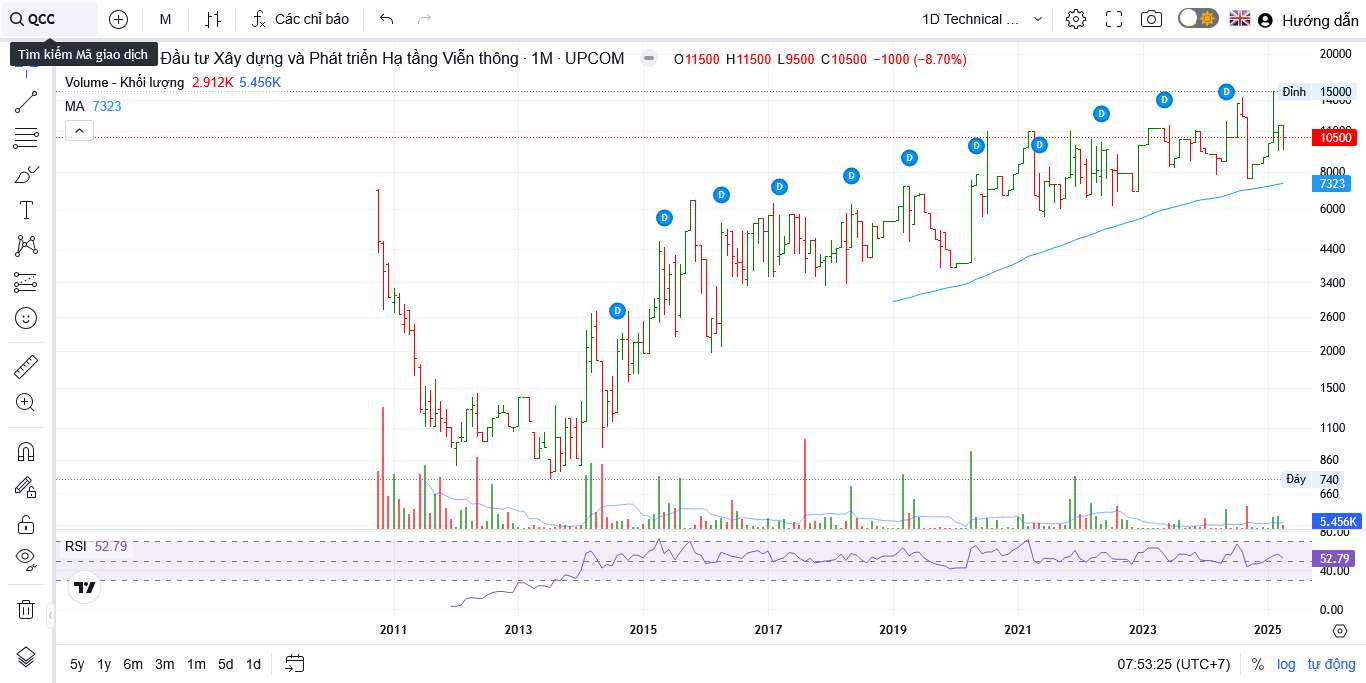 QCC
M
Các chỉ báo
1D Technical ...
Hướng dẫn
Tìm kiếm Mã giao dịch
Đầu tư Xây dựng và Phát triển Hạ tầng Viễn thông · 1M · UPCOM
O11500 H11500 L9500 C10500 −1000 (−8.70%)
Volume - Khối lượng 2.912K 5.456K
MA 7323
D D D D D D D D D D D
20000
Đỉnh 15000
14000
11000
10500
8000
7323
6000
4400
3400
2600
2000
1500
1100
860
Đáy 740
660
5.456K
80.00
RSI 52.79
52.79
40.00
0.00
2011 2013 2015 2017 2019 2021 2023 2025
5y 1y 6m 3m 1m 5d 1d
07:53:25 (UTC+7) % log tự động